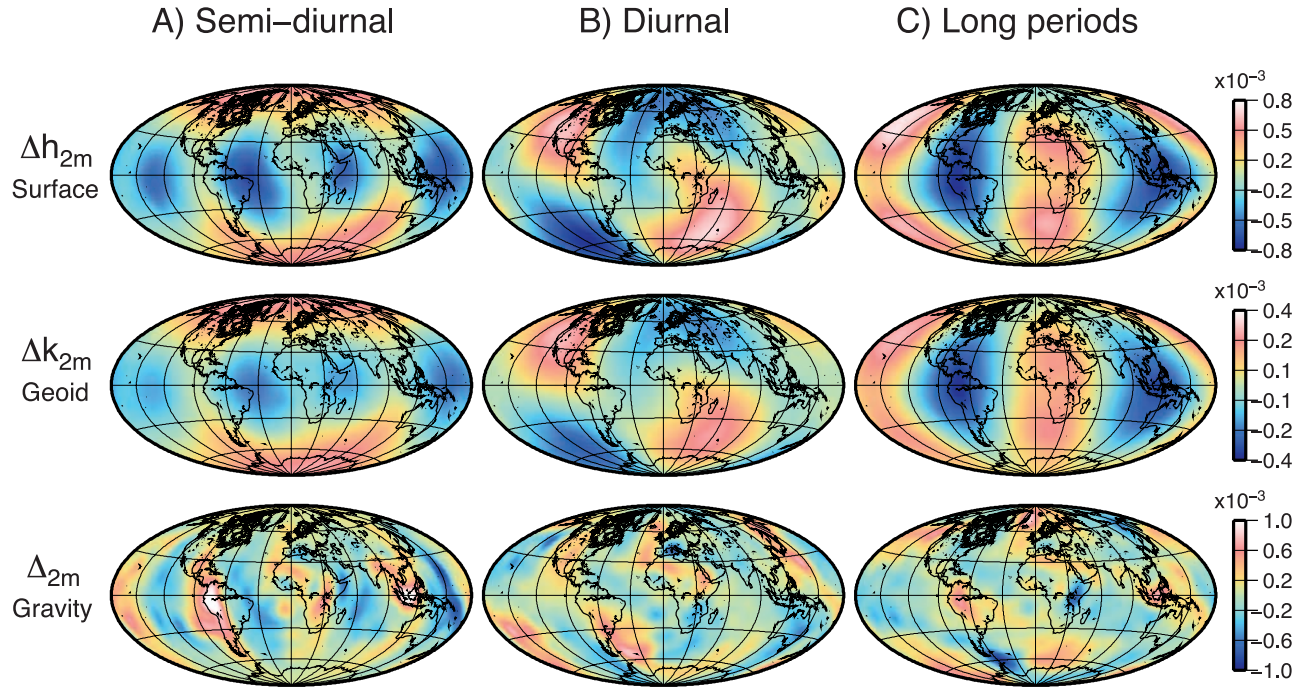 A) Semi–diurnal
B) Diurnal
C) Long periods
Δh2m
Surface
x10−3
0.8
0.5
0.2
−0.2
−0.5
−0.8
Δk2m
Geoid
x10−3
0.4
0.2
0.1
−0.1
−0.2
−0.4
Δ2m
Gravity
x10−3
1.0
0.6
0.2
−0.2
−0.6
−1.0